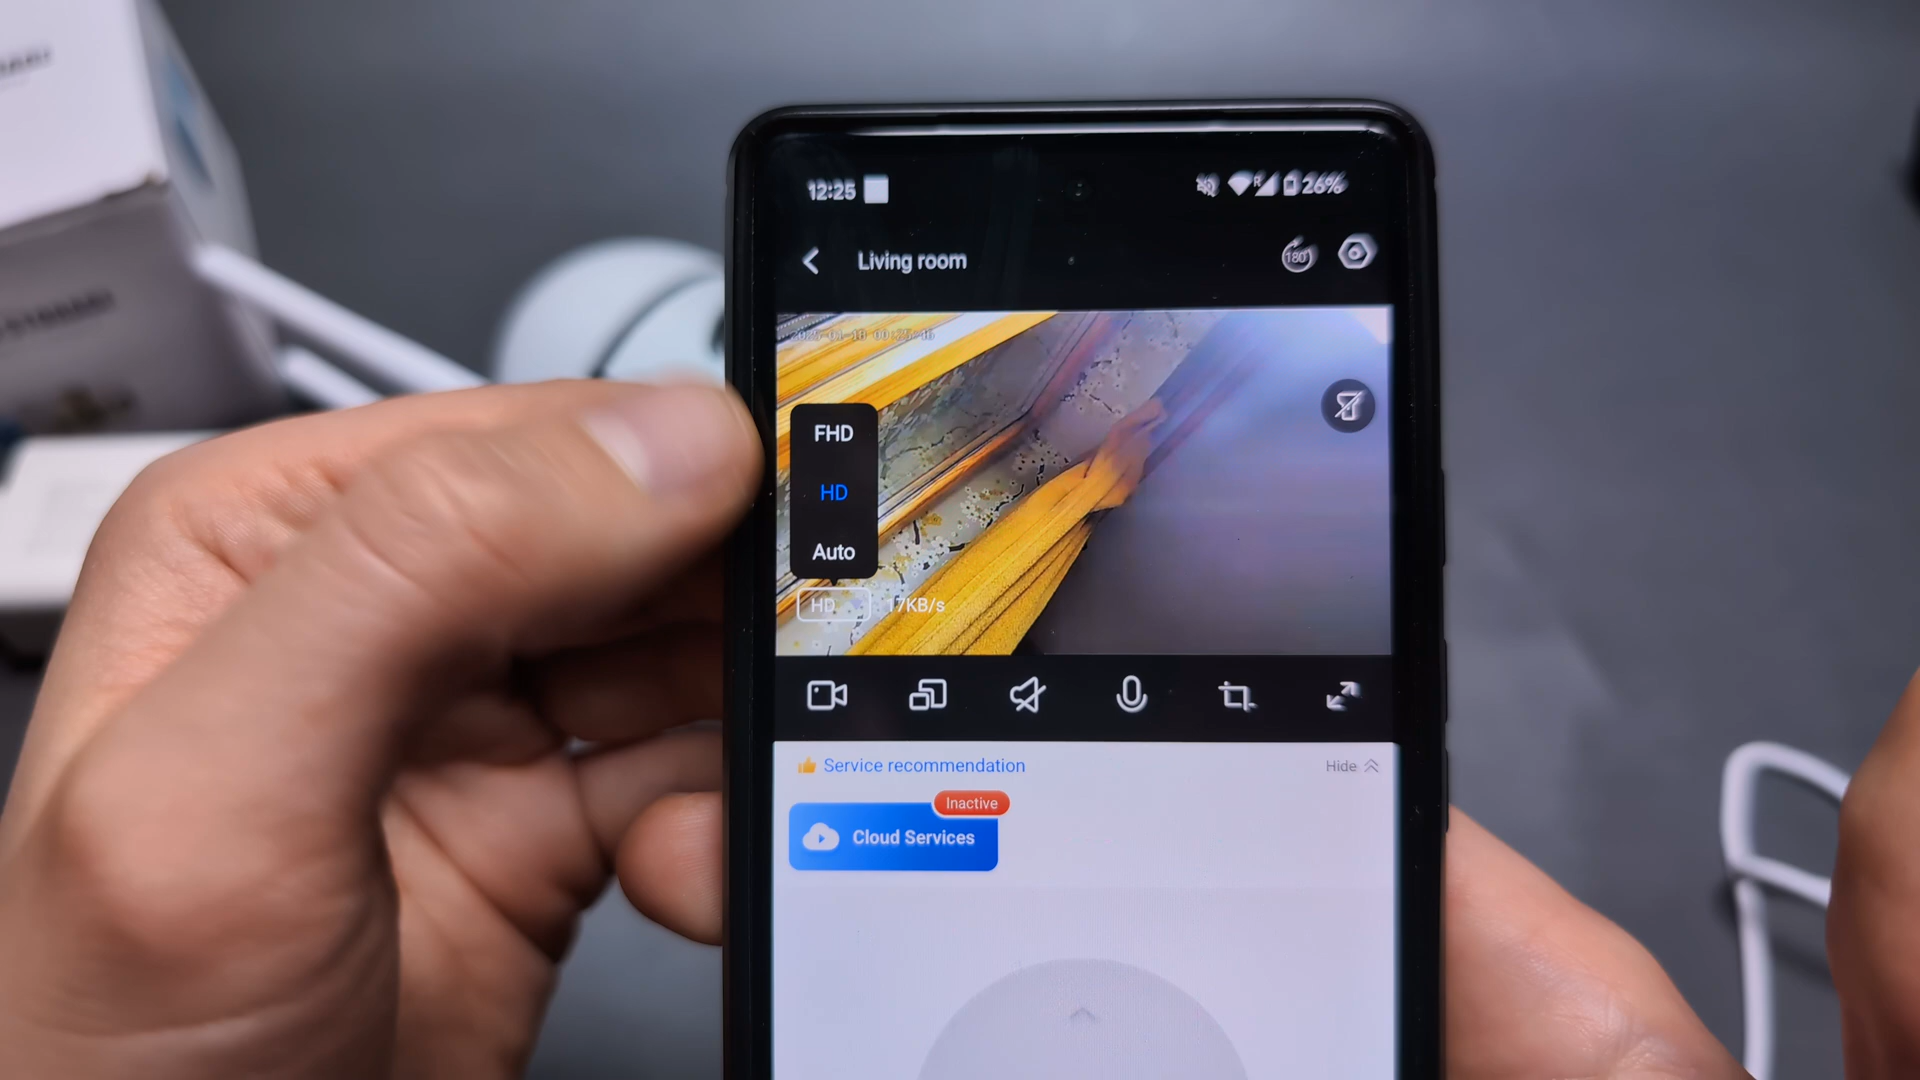 12:25
R
26%
Living room
180°
FHD
HD
Auto
HD
17KB/s
Service recommendation
Hide
Inactive
Cloud Services